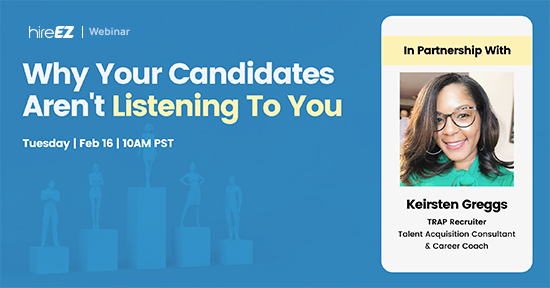 hireEZ | Webinar
Why Your Candidates
Aren't Listening To You
Tuesday | Feb 16 | 10AM PST
In Partnership With
Keirsten Greggs
TRAP Recruiter
Talent Acquisition Consultant
& Career Coach